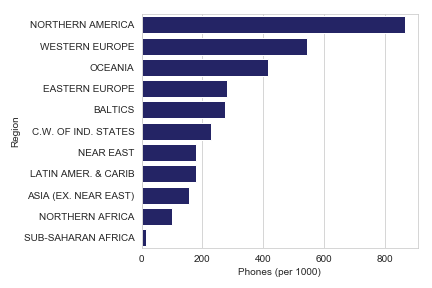 NORTHERN AMERICA
WESTERN EUROPE
OCEANIA
EASTERN EUROPE
BALTICS
C.W. OF IND. STATES
NEAR EAST
LATIN AMER. & CARIB
ASIA (EX. NEAR EAST)
NORTHERN AFRICA
SUB-SAHARAN AFRICA
Region
0 200 400 600 800
Phones (per 1000)